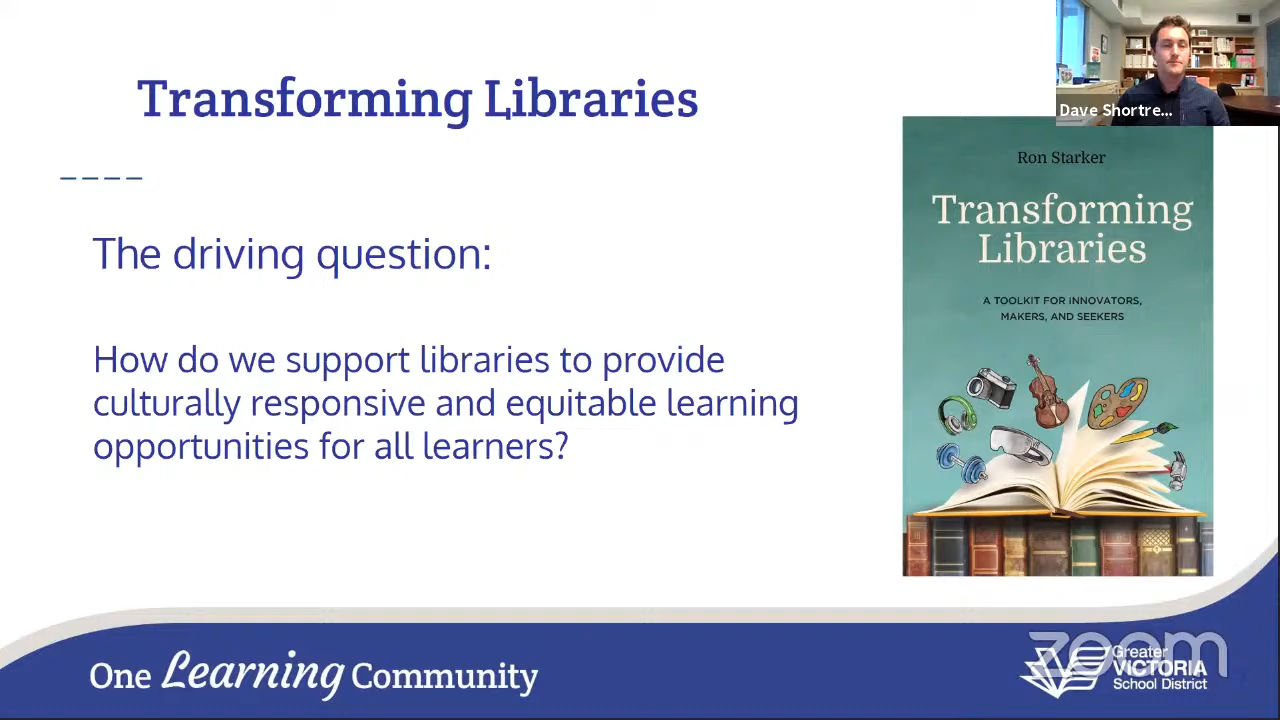 Transforming Libraries
Dave Shortre...
Ron Starker
Transforming
Libraries
A TOOLKIT FOR INNOVATORS,
MAKERS, AND SEEKERS
The driving question:
How do we support libraries to provide
culturally responsive and equitable learning
opportunities for all learners?
One Learning Community
zoom
Greater
VICTORIA
School District